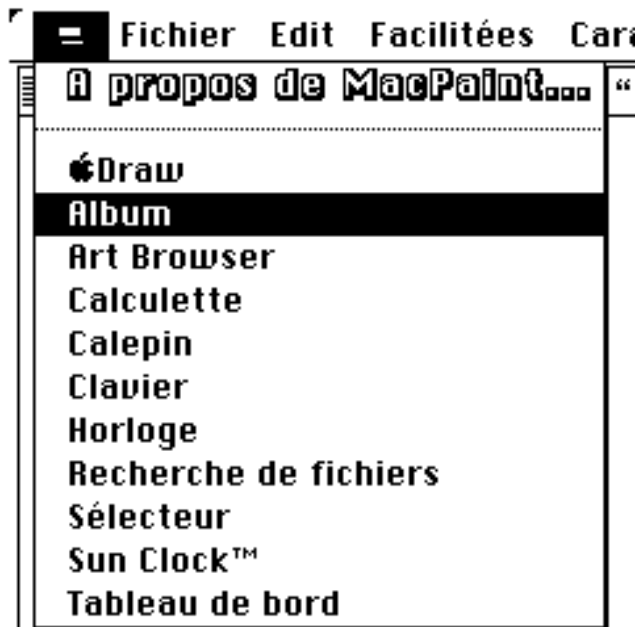 Fichier Edit Facilitées Cara
A propos de MacPaint...
Draw
Album
Art Browser
Calculette
Calepin
Clavier
Horloge
Recherche de fichiers
Sélecteur
Sun Clock™
Tableau de bord